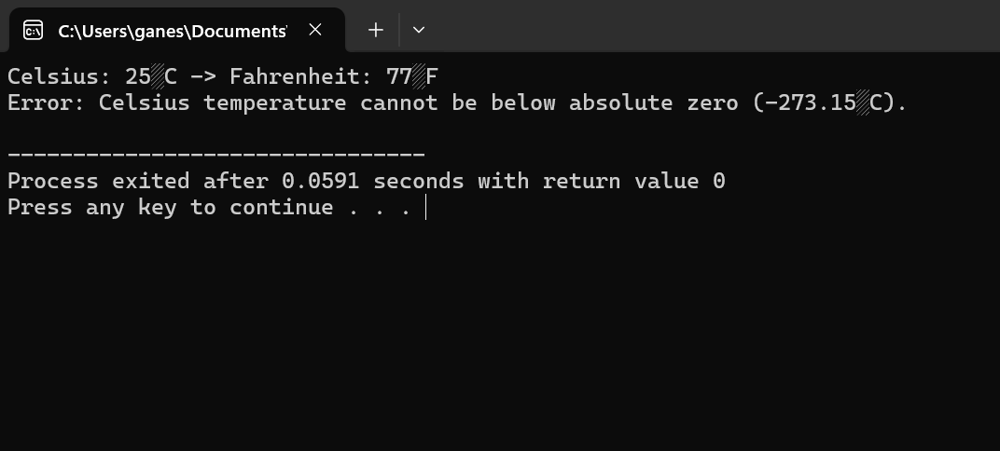 C:\Users\ganes\Documents\
Celsius: 25░C -> Fahrenheit: 77░F
Error: Celsius temperature cannot be below absolute zero (-273.15░C).
--------------------------------
Process exited after 0.0591 seconds with return value 0
Press any key to continue . . .